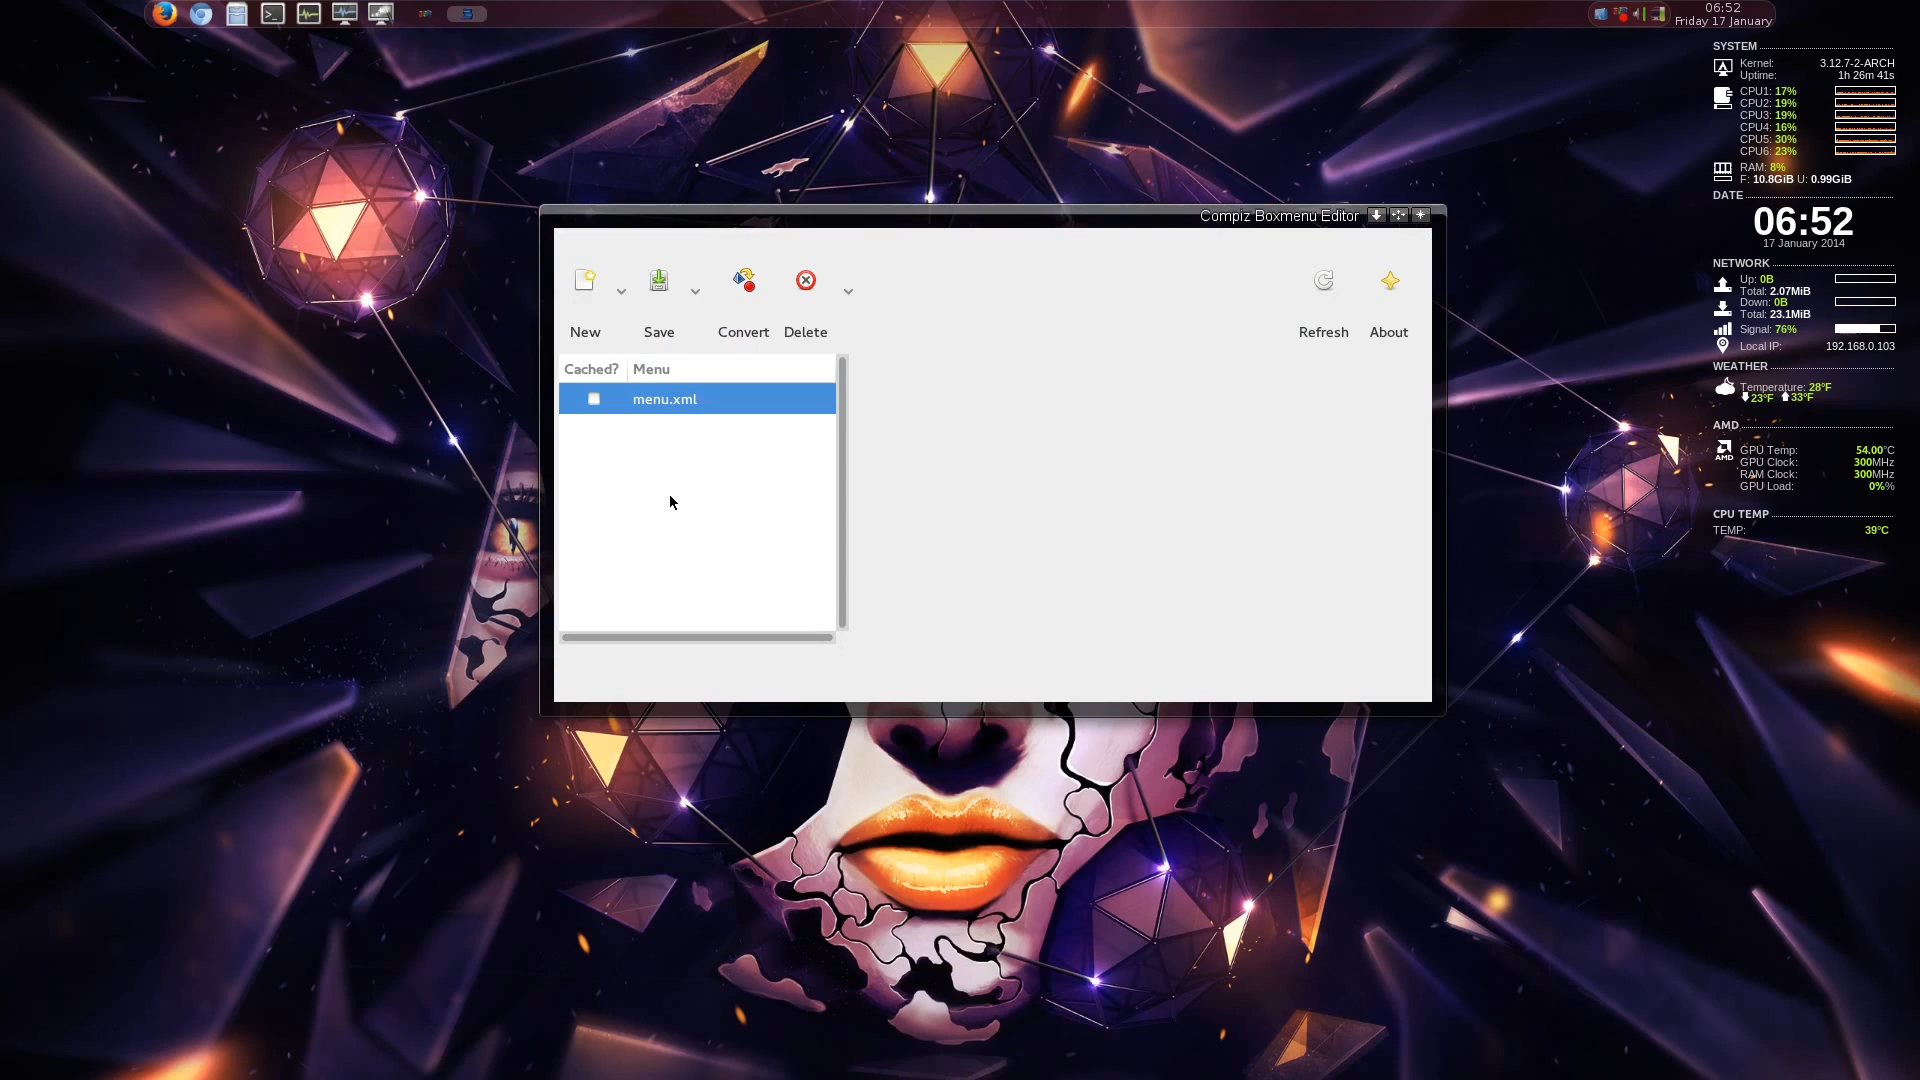 06:52
Friday 17 January
SYSTEM
Kernel: 3.12.7-2-ARCH
Uptime: 1h 26m 41s
CPU1: 17%
CPU2: 19%
CPU3: 19%
CPU4: 16%
CPU5: 30%
CPU6: 23%
RAM: 8%
F: 10.8GiB U: 0.99GiB
DATE
06:52
17 January 2014
NETWORK
Up: 0B
Total: 2.07MiB
Down: 0B
Total: 23.1MiB
Signal: 76%
Local IP: 192.168.0.103
WEATHER
Temperature: 28°F
23°F 33°F
AMD
AMD
GPU Temp: 54.00°C
GPU Clock: 300MHz
RAM Clock: 300MHz
GPU Load: 0%%
CPU TEMP
TEMP: 39°C
Compiz Boxmenu Editor
New Save Convert Delete Refresh About
Cached? Menu
menu.xml